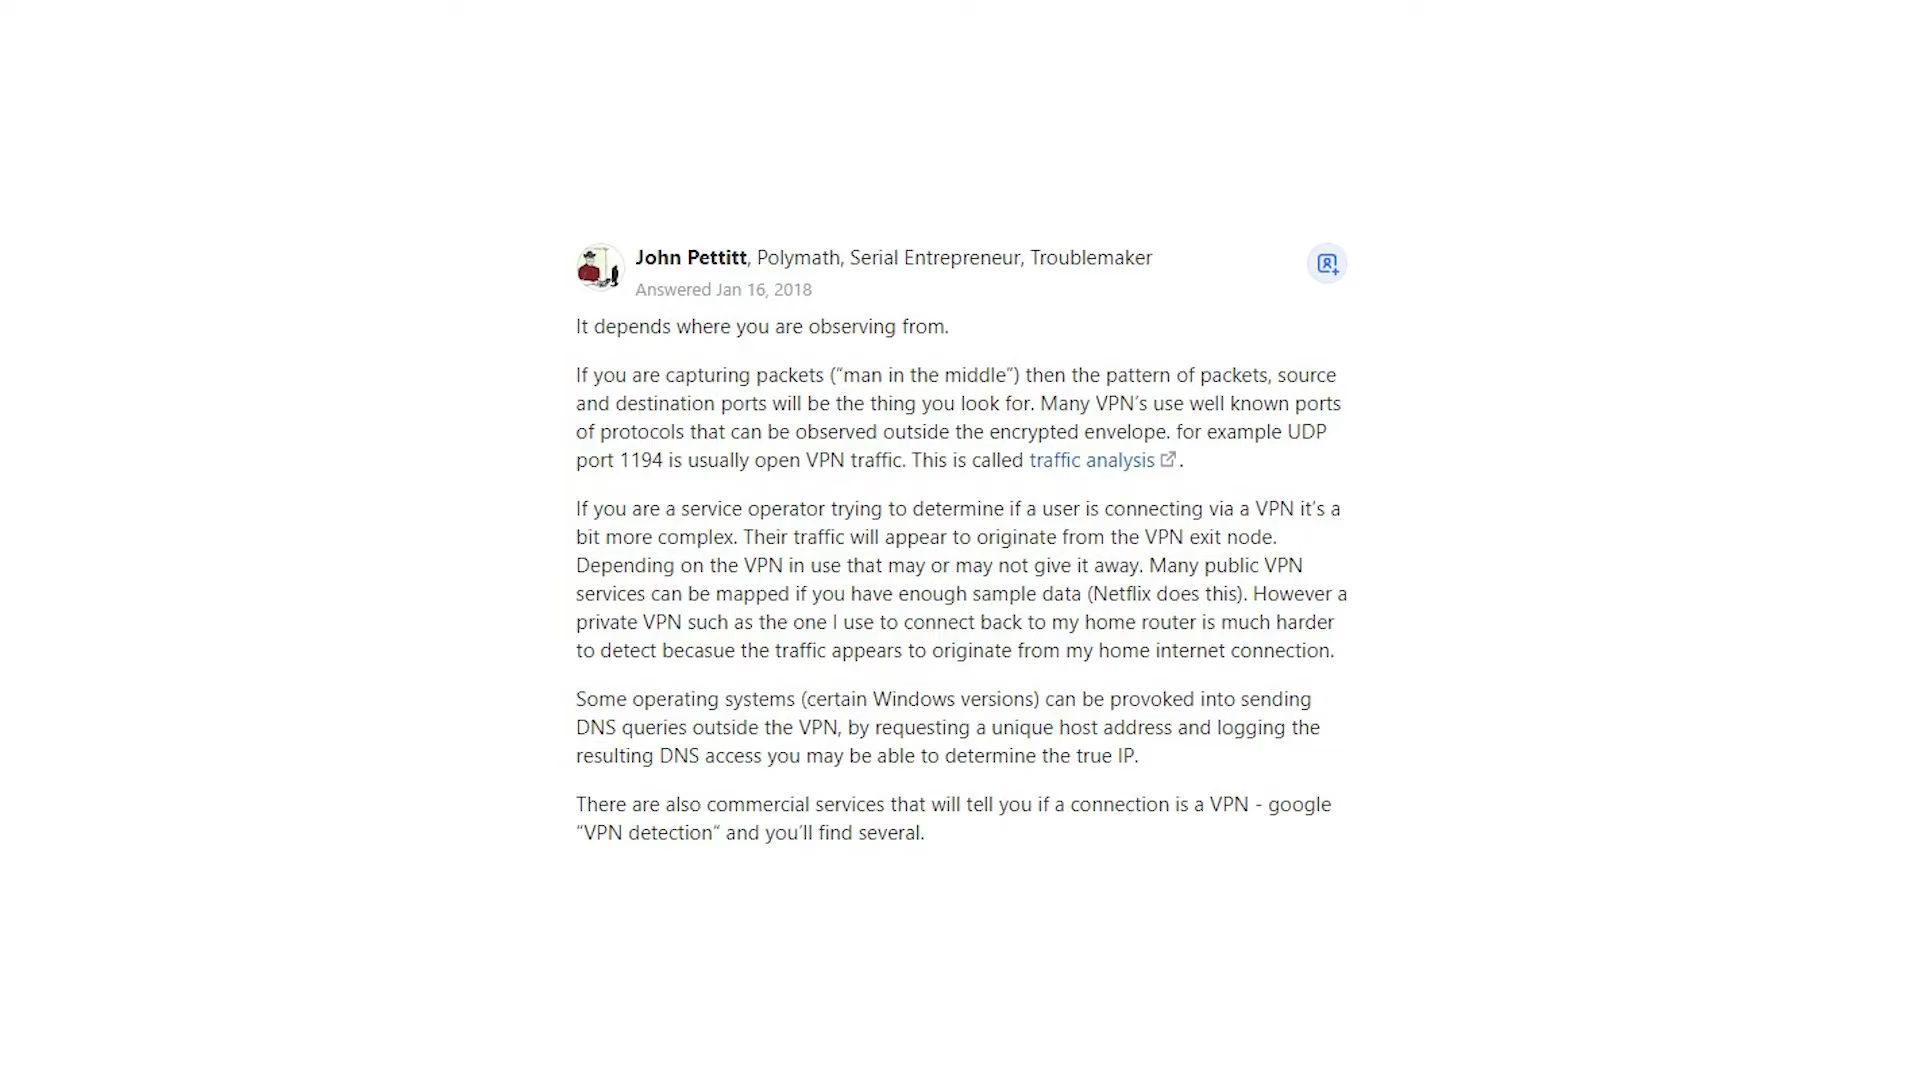 John Pettitt, Polymath, Serial Entrepreneur, Troublemaker
Answered Jan 16, 2018
It depends where you are observing from.
If you are capturing packets (“man in the middle”) then the pattern of packets, source
and destination ports will be the thing you look for. Many VPN’s use well known ports
of protocols that can be observed outside the encrypted envelope. for example UDP
port 1194 is usually open VPN traffic. This is called traffic analysis.
If you are a service operator trying to determine if a user is connecting via a VPN it’s a
bit more complex. Their traffic will appear to originate from the VPN exit node.
Depending on the VPN in use that may or may not give it away. Many public VPN
services can be mapped if you have enough sample data (Netflix does this). However a
private VPN such as the one I use to connect back to my home router is much harder
to detect becasue the traffic appears to originate from my home internet connection.
Some operating systems (certain Windows versions) can be provoked into sending
DNS queries outside the VPN, by requesting a unique host address and logging the
resulting DNS access you may be able to determine the true IP.
There are also commercial services that will tell you if a connection is a VPN - google
“VPN detection” and you’ll find several.